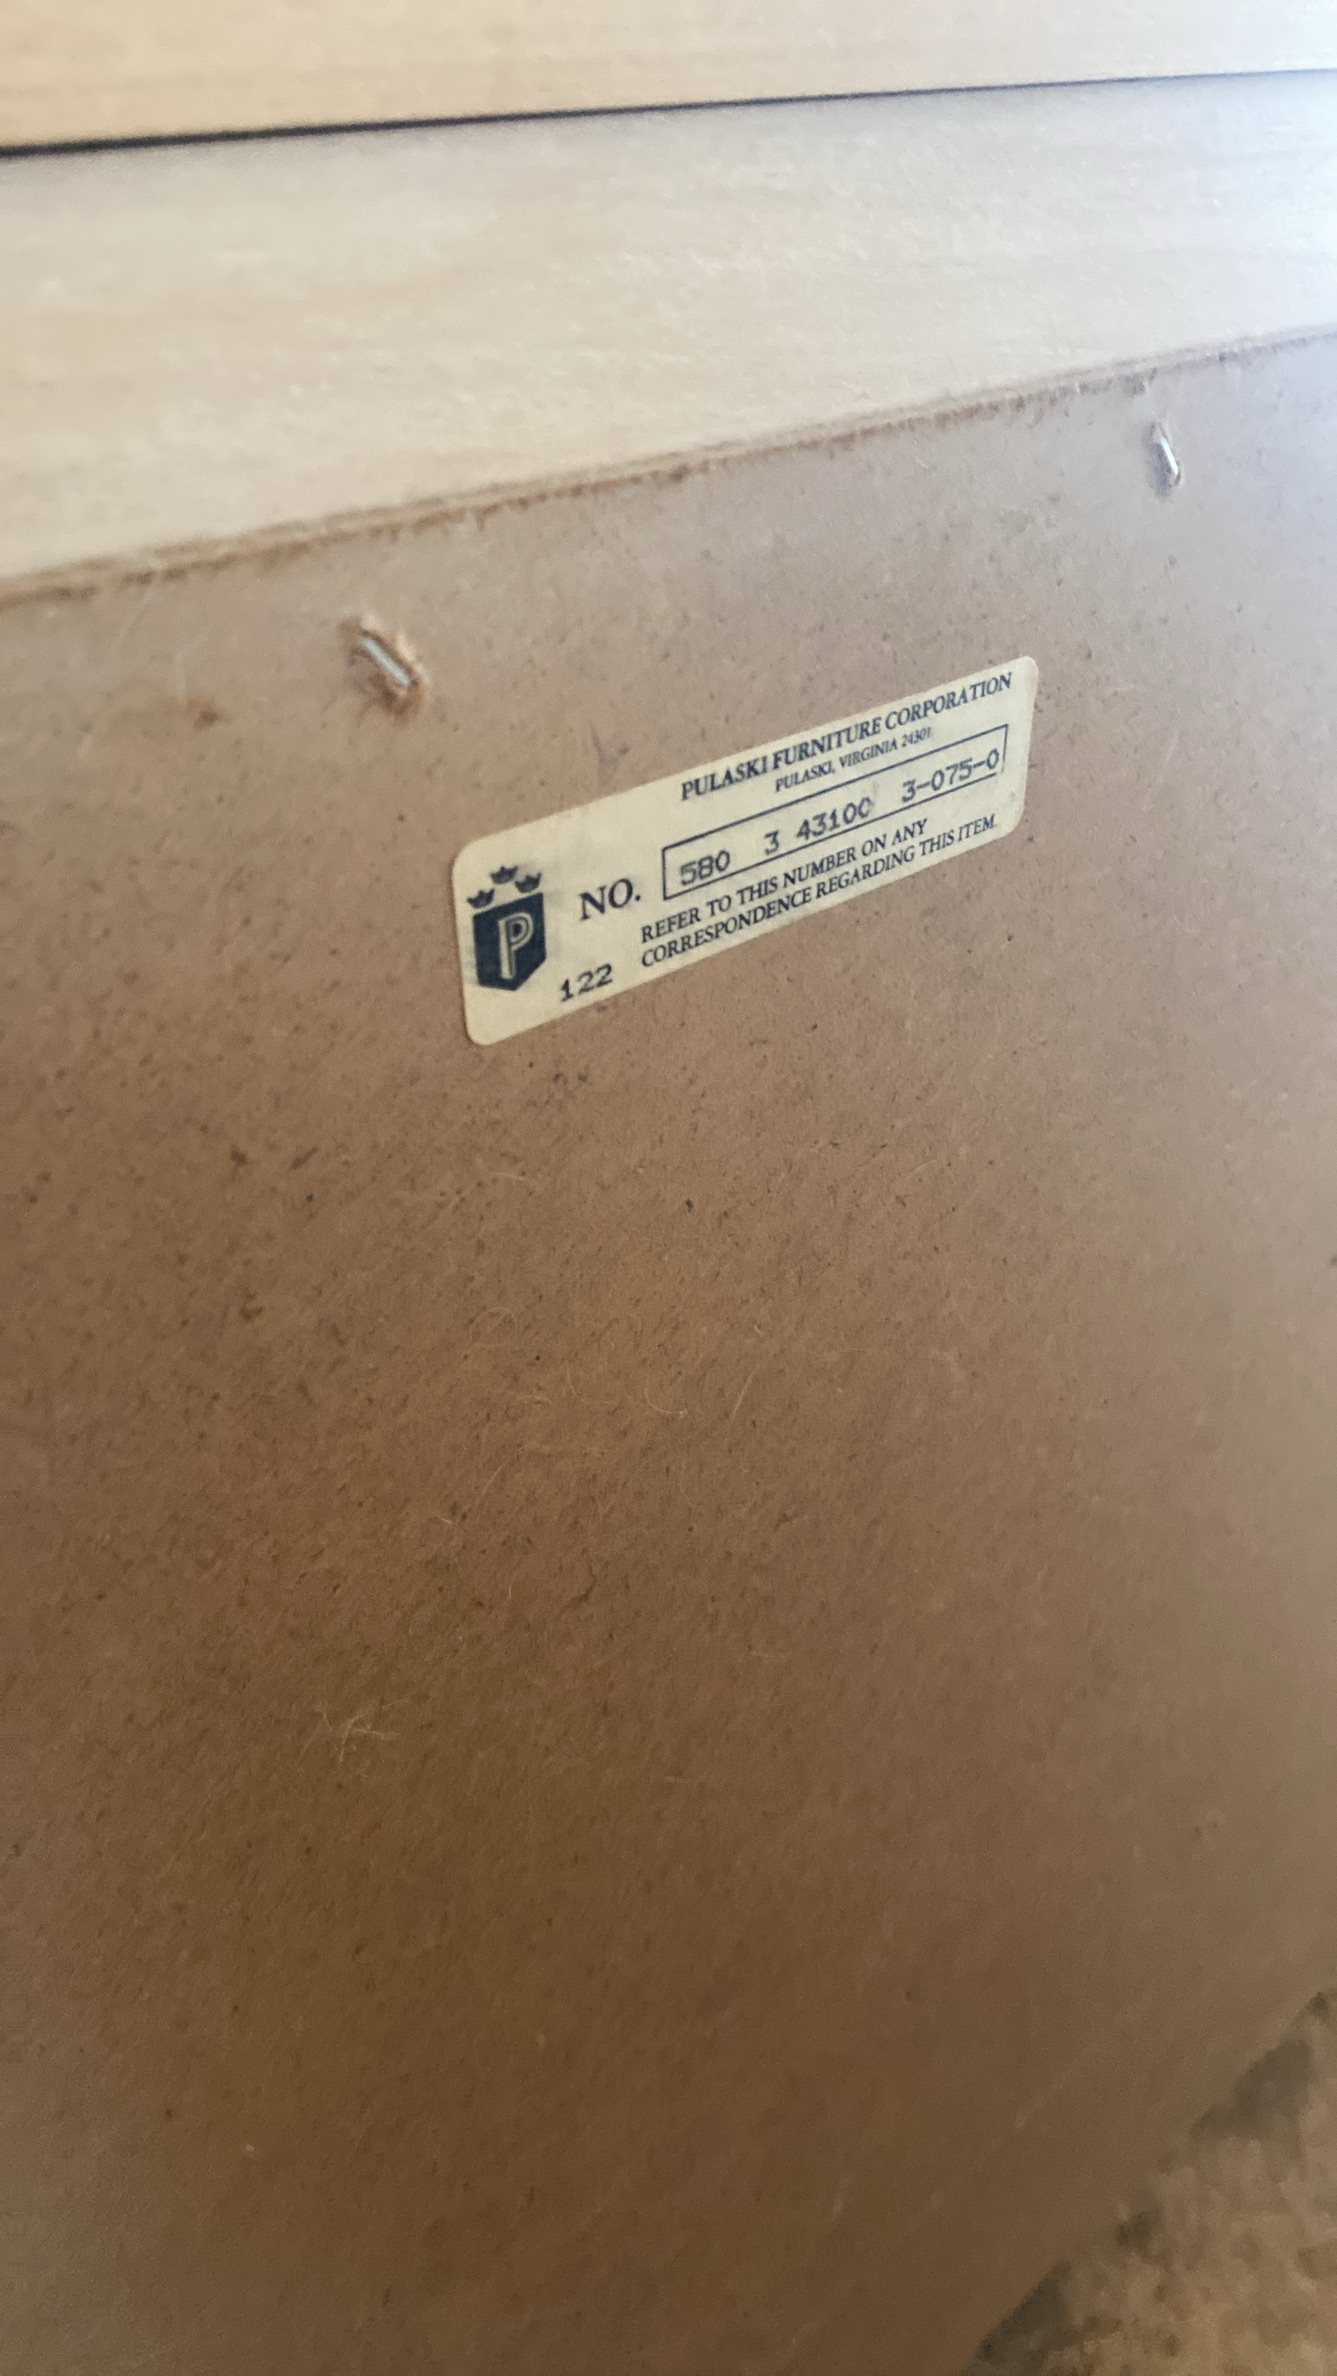 PULASKI FURNITURE CORPORATION
PULASKI, VIRGINIA 24301
NO. 580 3 43100 3-075-0
REFER TO THIS NUMBER ON ANY
CORRESPONDENCE REGARDING THIS ITEM.
P
122